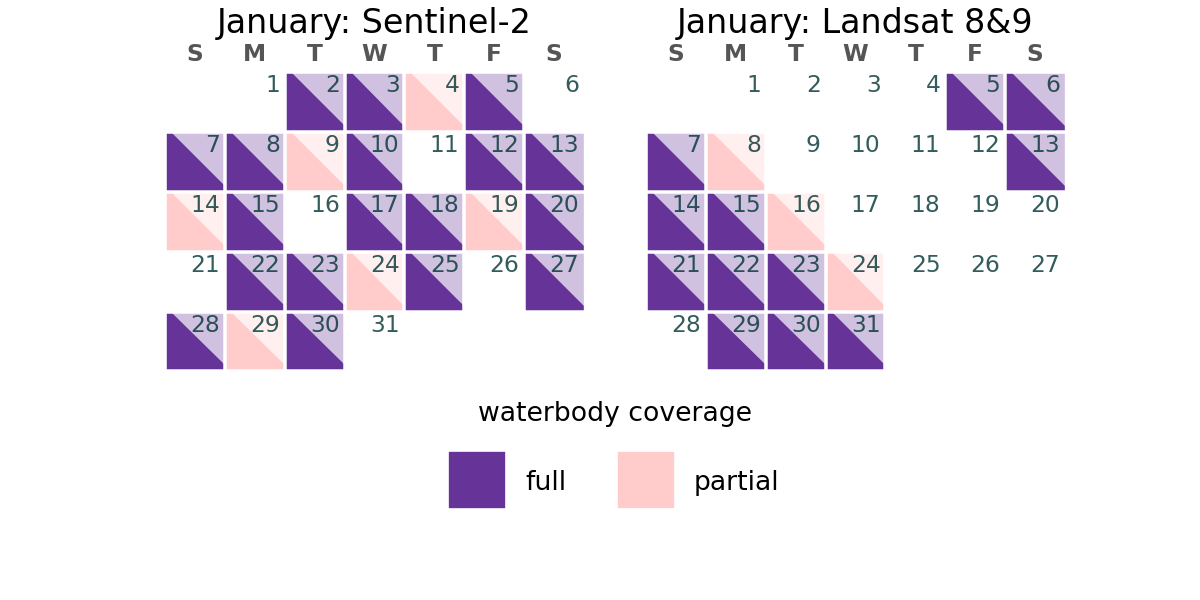 January: Sentinel-2
S M T W T F S
1 2 3 4 5 6
7 8 9 10 11 12 13
14 15 16 17 18 19 20
21 22 23 24 25 26 27
28 29 30 31
January: Landsat 8&9
S M T W T F S
1 2 3 4 5 6
7 8 9 10 11 12 13
14 15 16 17 18 19 20
21 22 23 24 25 26 27
28 29 30 31
waterbody coverage
full partial